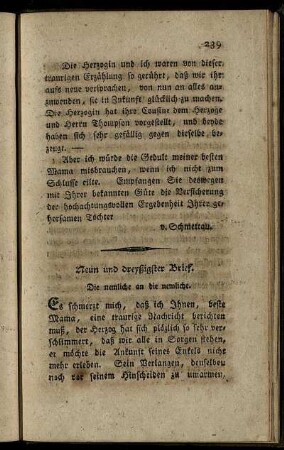 239
Die Herzogin und ich waren von dieser
traurigen Erzählung so gerührt, daß wir ihr
aufs neue versprachen, von nun an alles an-
zuwenden, sie in Zukunft glücklich zu machen.
Die Herzogin hat ihre Cousine dem Herzoge
und Herrn Thompson vorgestellt, und beyde
haben sich sehr gefällig gegen dieselbe be-
zeugt. —
Aber ich würde die Gedult meiner besten
Mama misbrauchen, wenn ich nicht zum
Schlusse eilte. Empfangen Sie deswegen
mit Ihrer bekannten Güte die Versicherung
der hochachtungsvollen Ergebenheit Ihrer ge-
horsamen Tochter
v. Schmettau.
Neun und dreyßigster Brief.
Die nemliche an die nemliche.
Es schmerzt mich, daß ich Ihnen, beste
Mama, eine traurige Nachricht berichten
muß, der Herzog hat sich plözlich so sehr ver-
schlimmert, daß wir alle in Sorgen stehen,
er möchte die Ankunft seines Enkels nicht
mehr erleben. Sein Verlangen, denselben
noch vor seinem Hinscheiden zu umarmen,